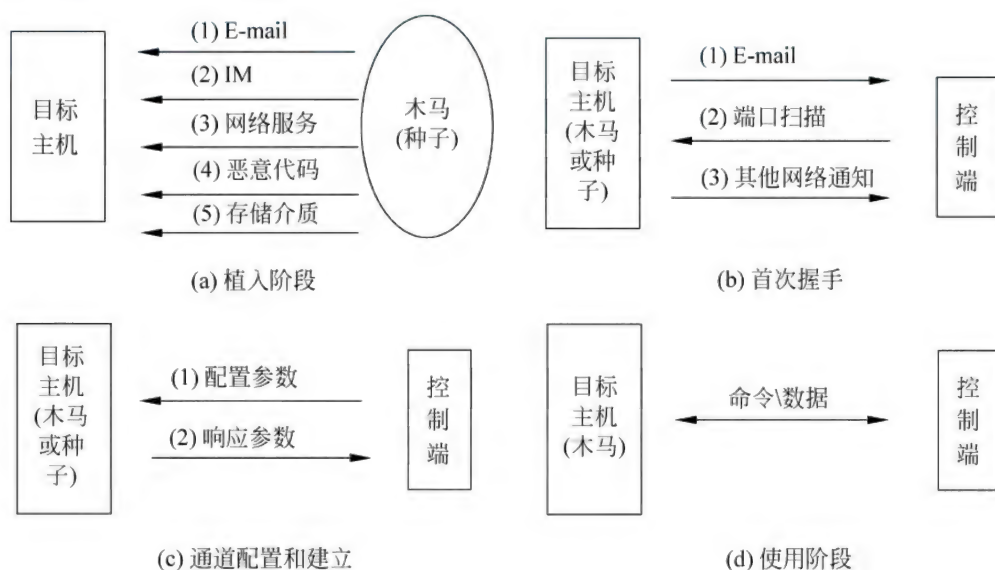 目标
主机
(1) E-mail
(2) IM
(3) 网络服务
(4) 恶意代码
(5) 存储介质
木马
(种子)
(a) 植入阶段
目标
主机
(木马
或种
子)
(1) E-mail
(2) 端口扫描
(3) 其他网络通知
控
制
端
(b) 首次握手
目标
主机
(木马
或种
子)
(1) 配置参数
(2) 响应参数
控
制
端
(c) 通道配置和建立
目标
主机
(木马)
命令\数据
控
制
端
(d) 使用阶段